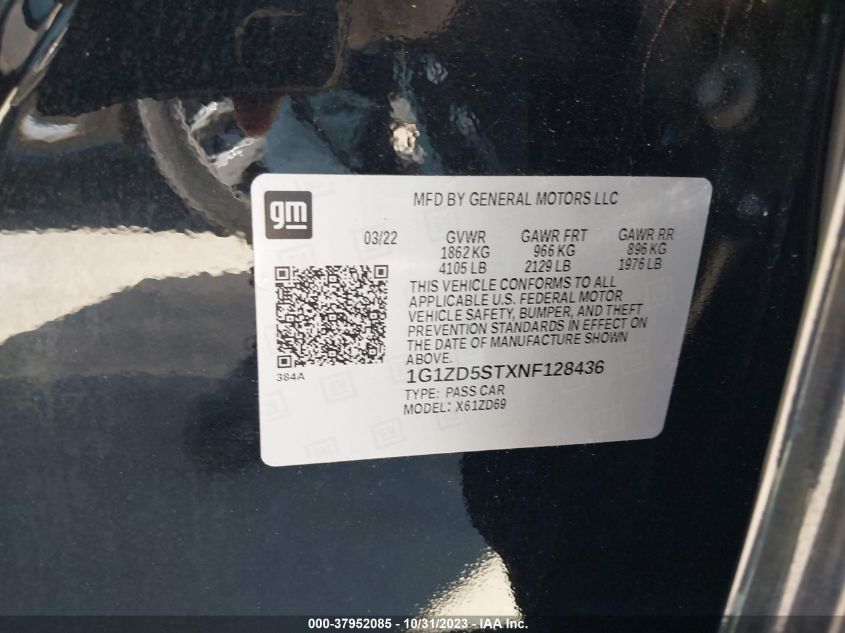 gm
MFD BY GENERAL MOTORS LLC
03/22 GVWR GAWR FRT GAWR RR
1862 KG 966 KG 896 KG
4105 LB 2129 LB 1976 LB
THIS VEHICLE CONFORMS TO ALL
APPLICABLE U.S. FEDERAL MOTOR
VEHICLE SAFETY, BUMPER, AND THEFT
PREVENTION STANDARDS IN EFFECT ON
THE DATE OF MANUFACTURE SHOWN
ABOVE.
384A
1G1ZD5STXNF128436
TYPE: PASS CAR
MODEL: X61ZD69
000-37952085 - 10/31/2023 - IAA Inc.